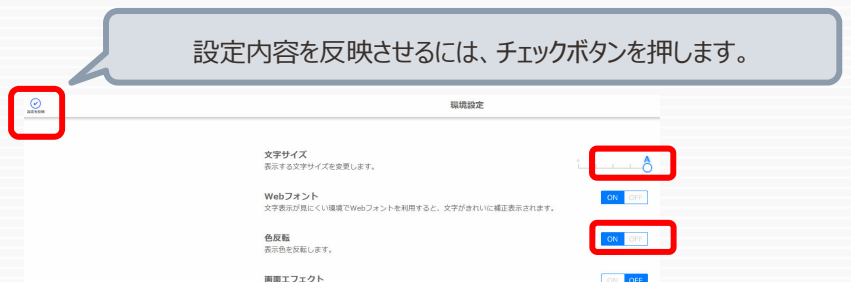 設定内容を反映させるには、チェックボタンを押します。
環境設定
文字サイズ
表示する文字サイズを変更します。
A
Webフォント
文字表示が見にくい環境でWebフォントを利用すると、文字がきれいに補正表示されます。
ON OFF
色反転
表示色を反転します。
ON OFF
画面エフェクト
ON OFF